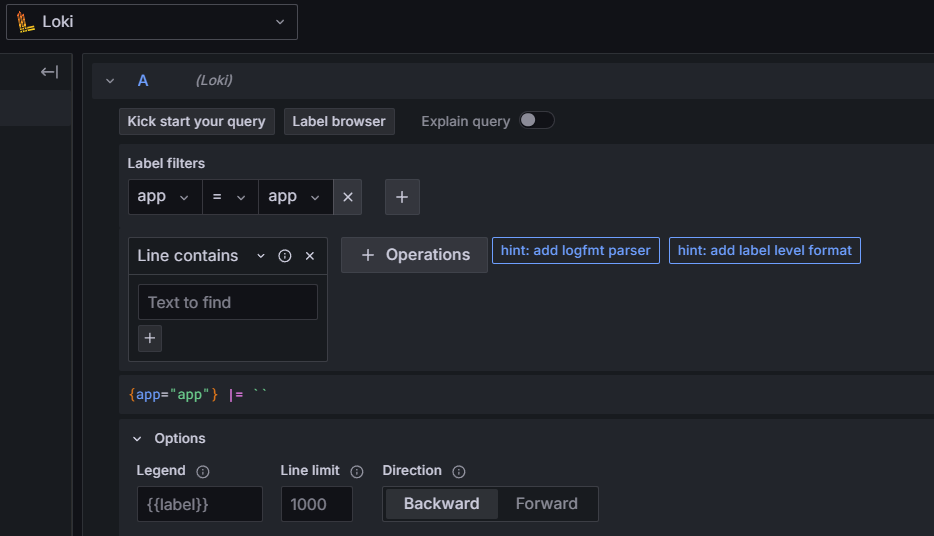 Loki
A (Loki)
Kick start your query Label browser Explain query
Label filters
app = app
Line contains + Operations hint: add logfmt parser hint: add label level format
Text to find
+
{app="app"} |= ``
Options
Legend Line limit Direction
{{label}} 1000 Backward Forward